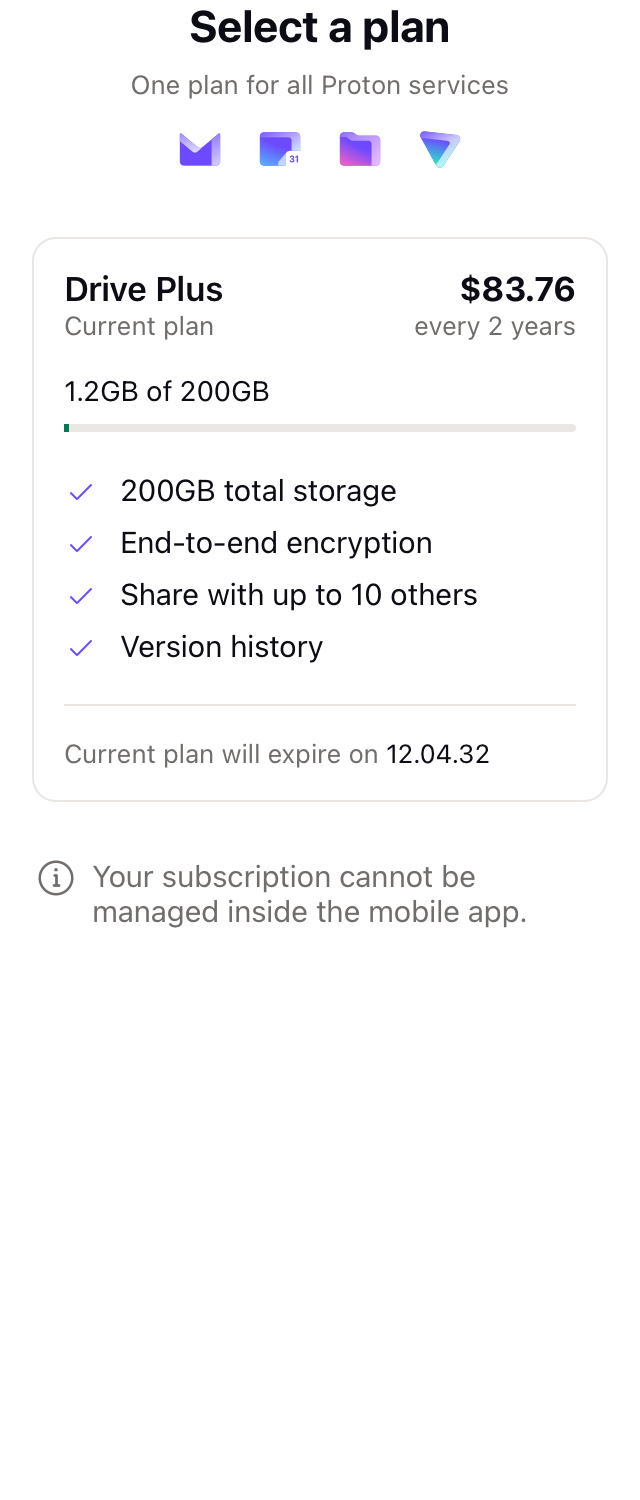 Select a plan
One plan for all Proton services
31
Drive Plus
$83.76
Current plan
every 2 years
1.2GB of 200GB
200GB total storage
End-to-end encryption
Share with up to 10 others
Version history
Current plan will expire on 12.04.32
Your subscription cannot be
managed inside the mobile app.